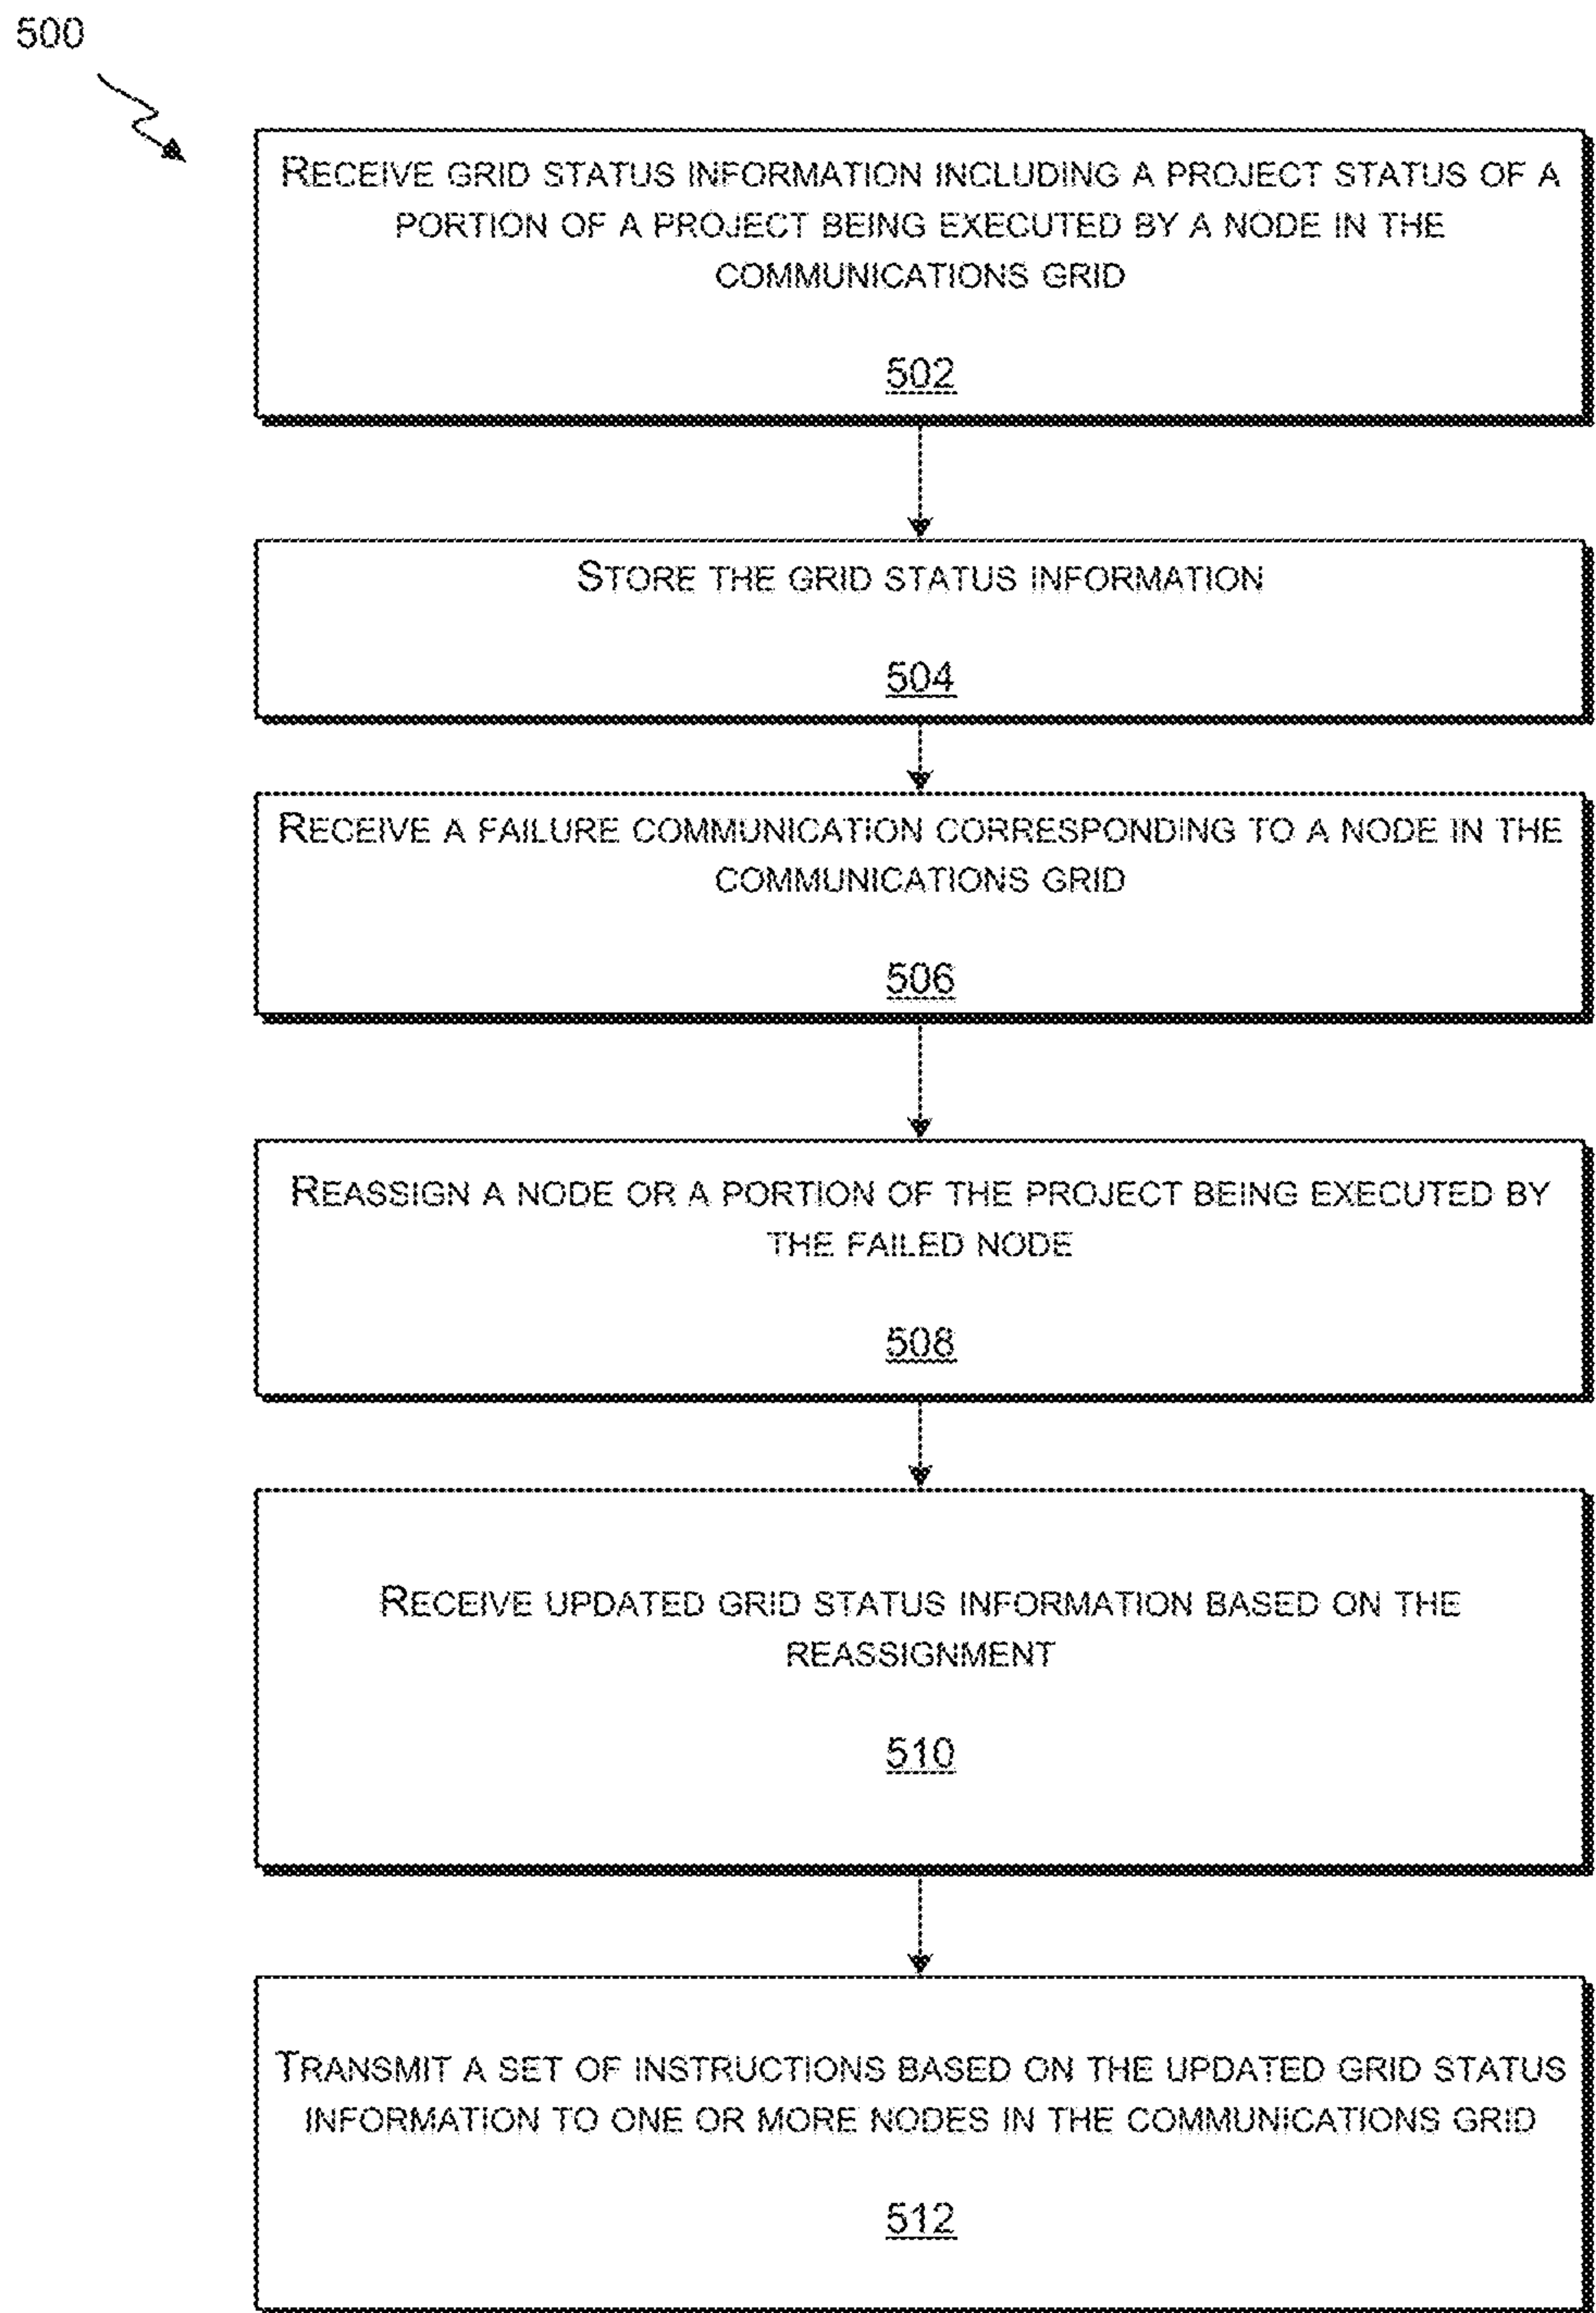 500
RECEIVE GRID STATUS INFORMATION INCLUDING A PROJECT STATUS OF A
PORTION OF A PROJECT BEING EXECUTED BY A NODE IN THE
COMMUNICATIONS GRID
502
STORE THE GRID STATUS INFORMATION
504
RECEIVE A FAILURE COMMUNICATION CORRESPONDING TO A NODE IN THE
COMMUNICATIONS GRID
506
REASSIGN A NODE OR A PORTION OF THE PROJECT BEING EXECUTED BY
THE FAILED NODE
508
RECEIVE UPDATED GRID STATUS INFORMATION BASED ON THE
REASSIGNMENT
510
TRANSMIT A SET OF INSTRUCTIONS BASED ON THE UPDATED GRID STATUS
INFORMATION TO ONE OR MORE NODES IN THE COMMUNICATIONS GRID
512